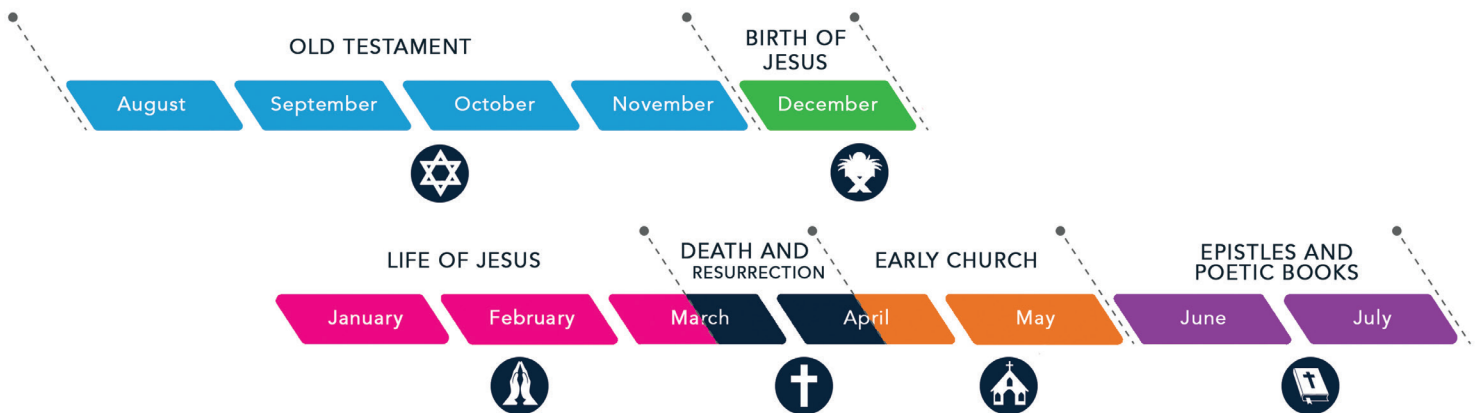 OLD TESTAMENT
BIRTH OF
JESUS
August September October November December
LIFE OF JESUS
DEATH AND
RESURRECTION
EARLY CHURCH
EPISTLES AND
POETIC BOOKS
January February March April May June July